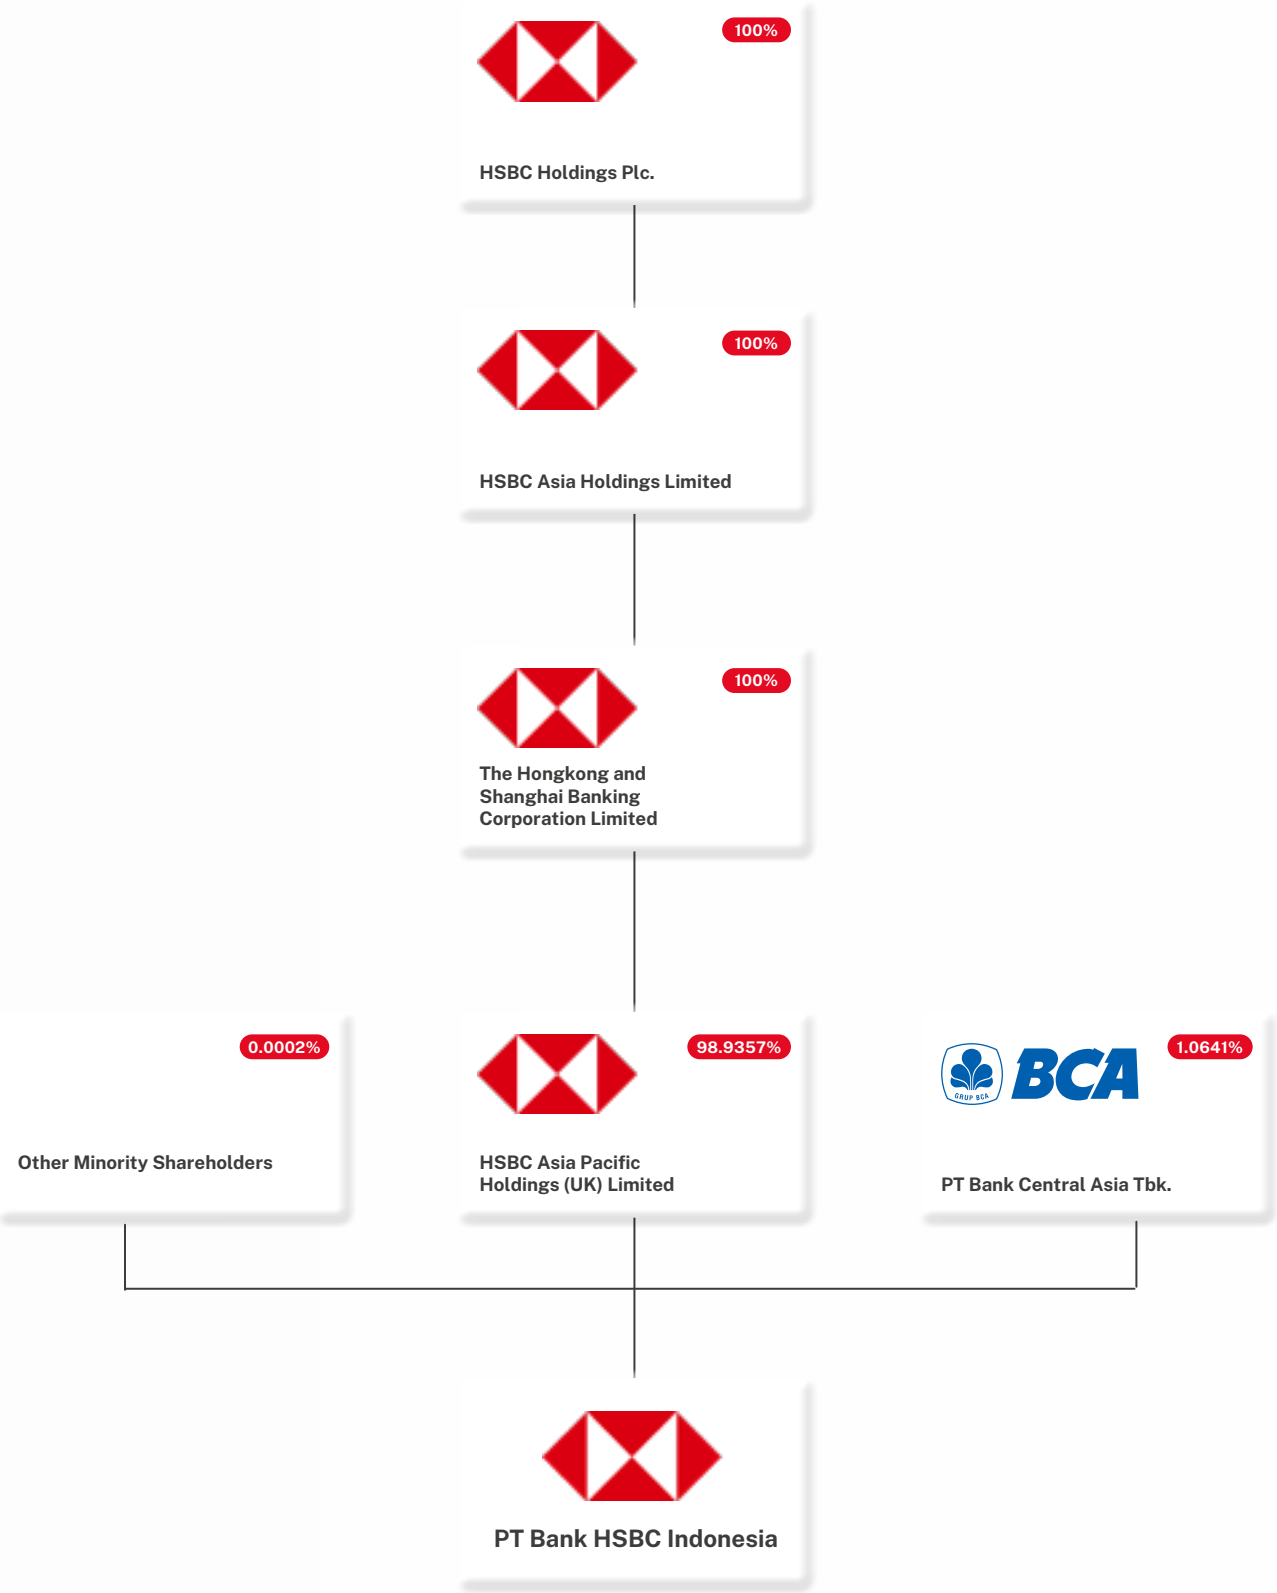 100%
HSBC Holdings Plc.
100%
HSBC Asia Holdings Limited
100%
The Hongkong and
Shanghai Banking
Corporation Limited
0.0002%
Other Minority Shareholders
98.9357%
HSBC Asia Pacific
Holdings (UK) Limited
1.0641%
GRUP BCA
BCA
PT Bank Central Asia Tbk.
PT Bank HSBC Indonesia